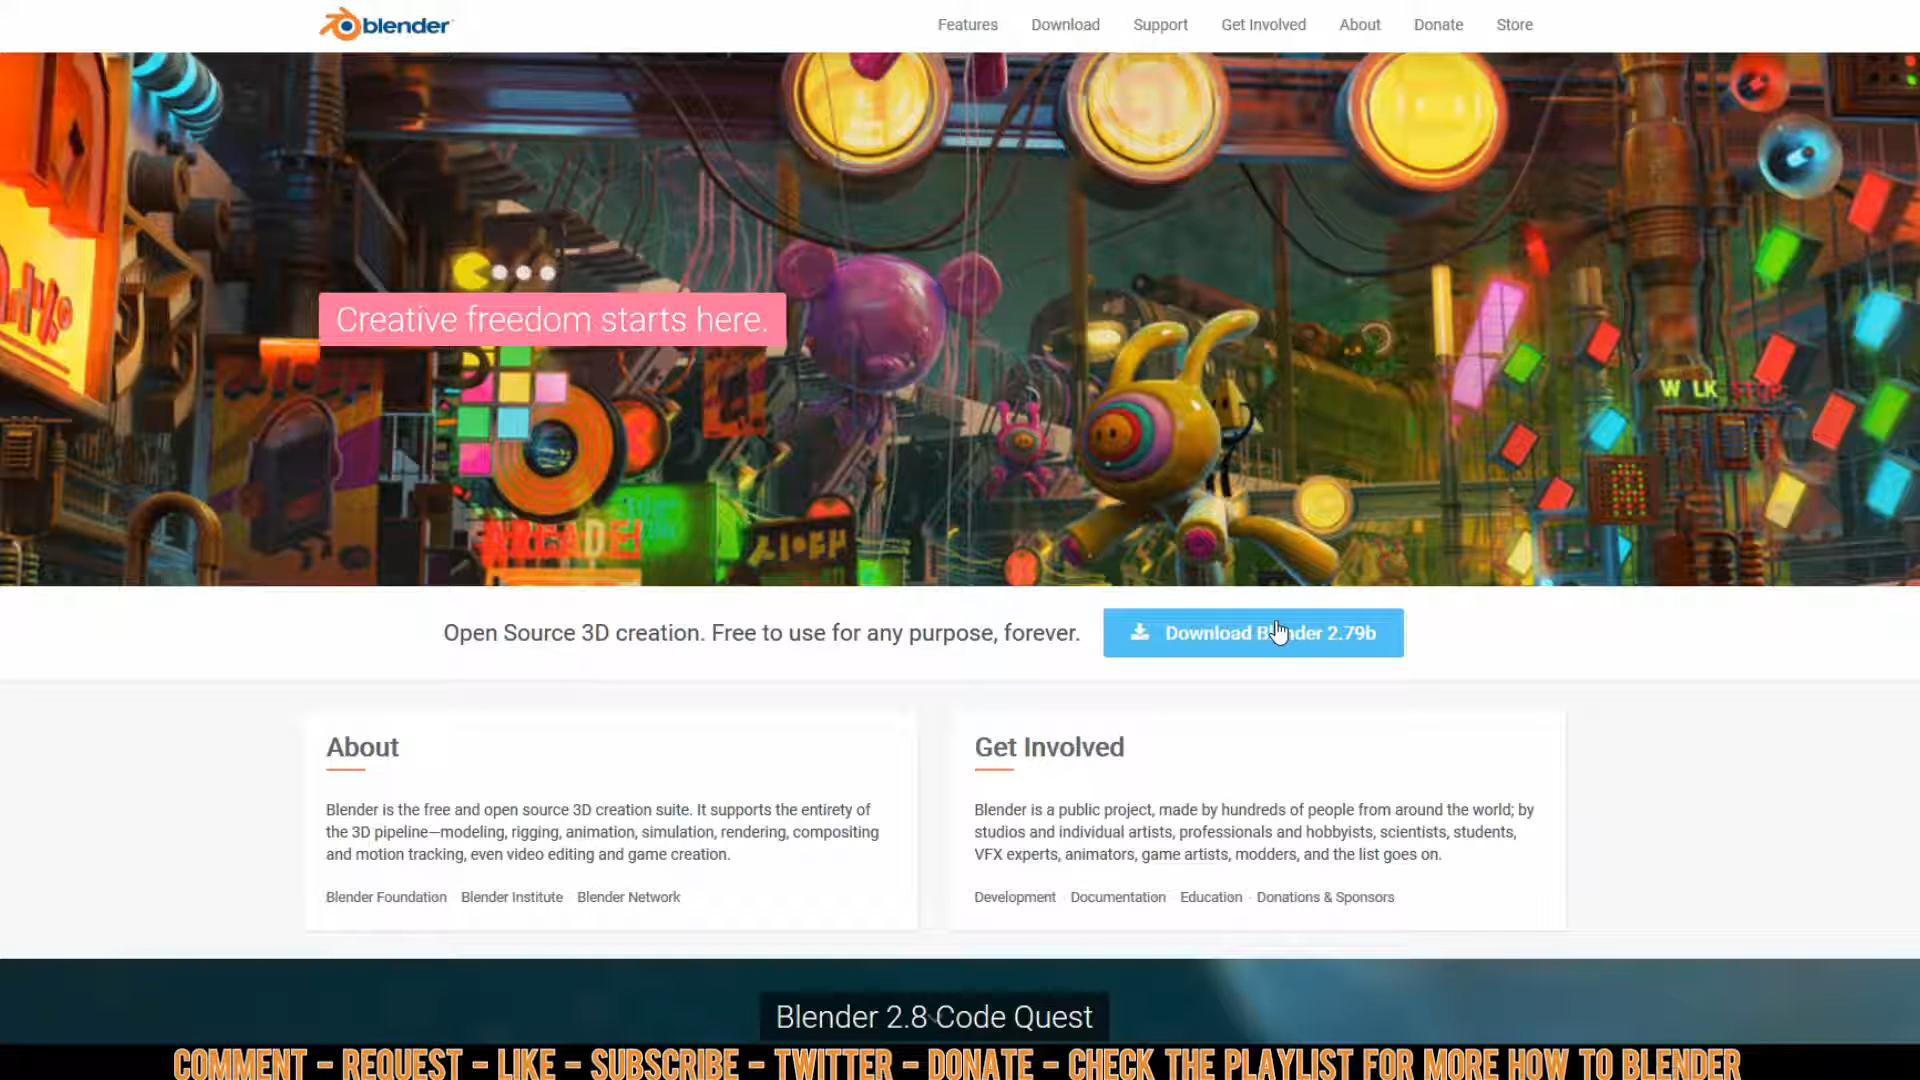 blender
Features Download Support Get Involved About Donate Store
Creative freedom starts here.
W LK STOP
ARCADE
Open Source 3D creation. Free to use for any purpose, forever.
Download Blender 2.79b
About
Blender is the free and open source 3D creation suite. It supports the entirety of
the 3D pipeline—modeling, rigging, animation, simulation, rendering, compositing
and motion tracking, even video editing and game creation.
Blender Foundation Blender Institute Blender Network
Get Involved
Blender is a public project, made by hundreds of people from around the world; by
studios and individual artists, professionals and hobbyists, scientists, students,
VFX experts, animators, game artists, modders, and the list goes on.
Development Documentation Education · Donations & Sponsors
Blender 2.8 Code Quest
COMMENT - REQUEST - LIKE - SUBSCRIBE - TWITTER - DONATE - CHECK THE PLAYLIST FOR MORE HOW TO BLENDER